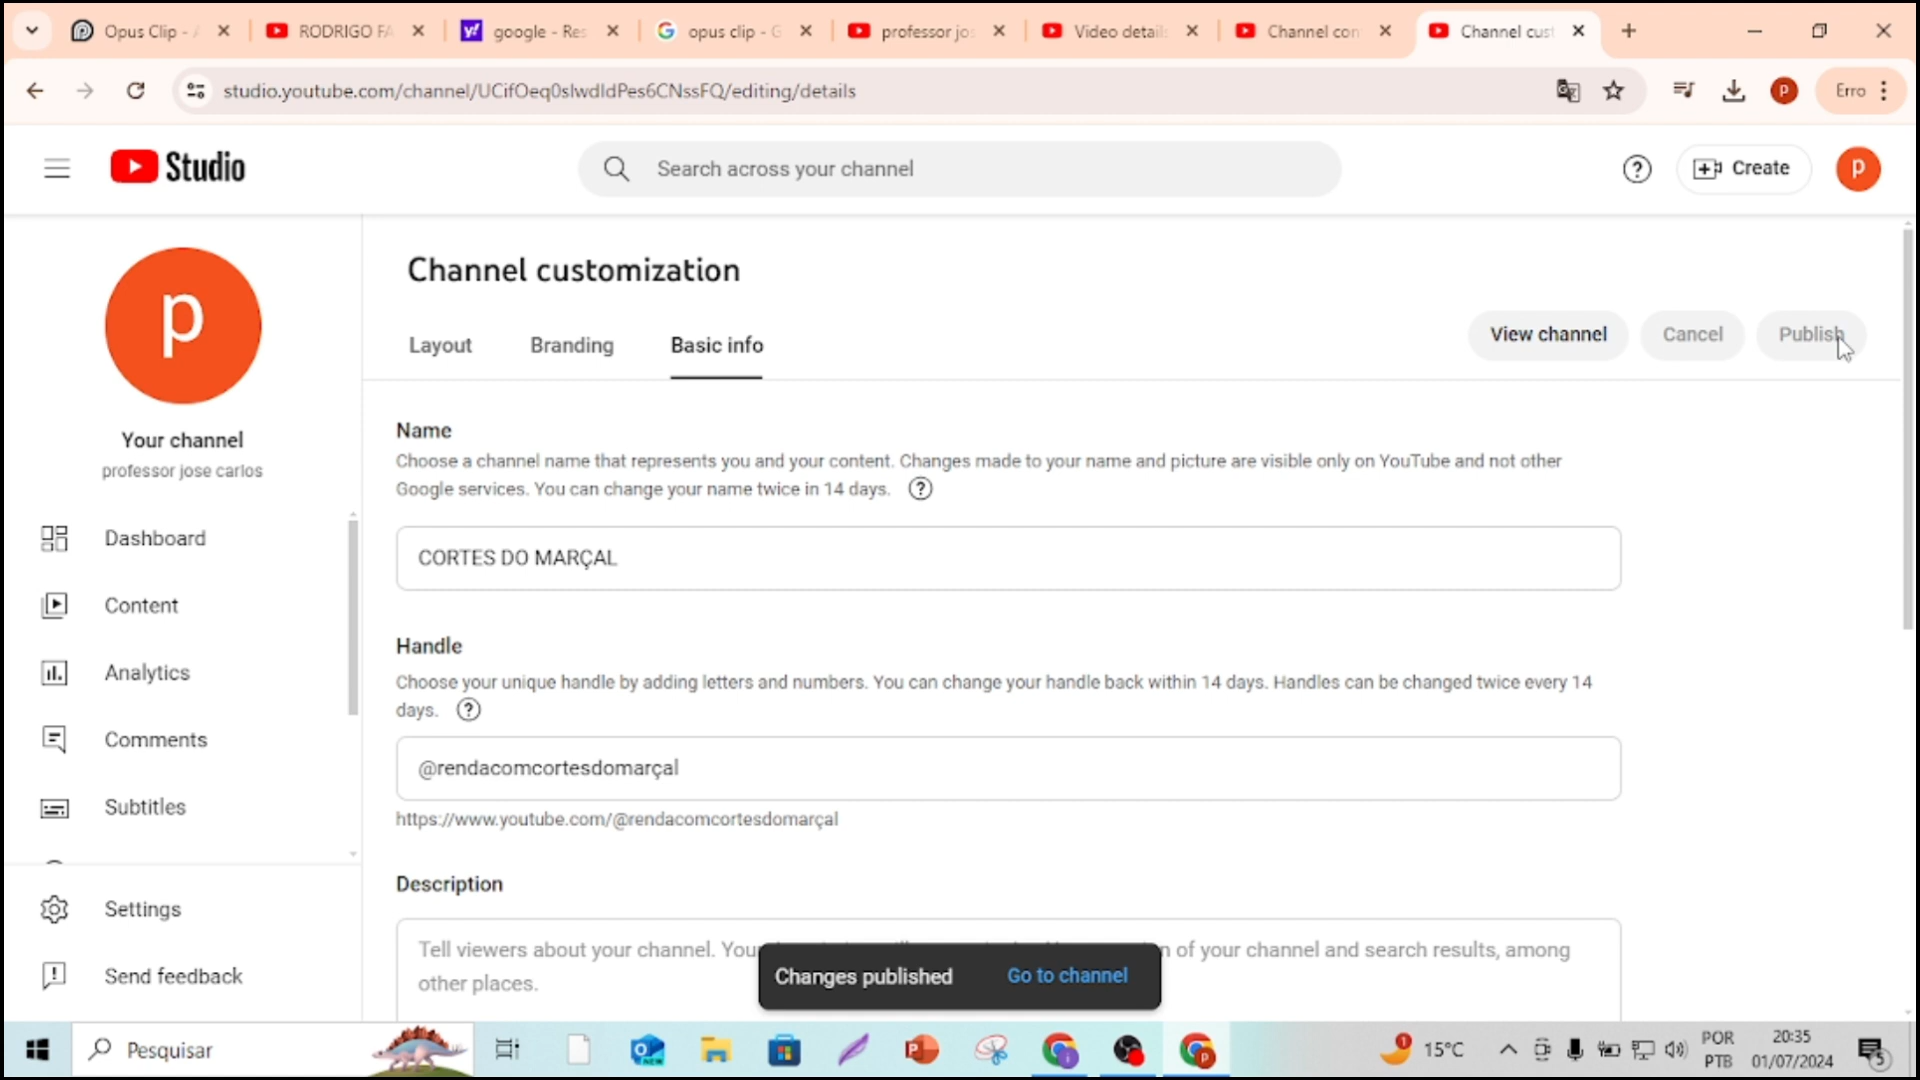 Opus Clip - A
RODRIGO FA
google - Res
opus clip - G
professor jos
Video details
Channel con
Channel cust
studio.youtube.com/channel/UCifOeq0slwdIdPes6CNssFQ/editing/details
Erro
Studio
Search across your channel
Create
p
p
Your channel
professor jose carlos
Dashboard
Content
Analytics
Comments
Subtitles
Settings
Send feedback
Channel customization
Layout
Branding
Basic info
View channel
Cancel
Publish
Name
Choose a channel name that represents you and your content. Changes made to your name and picture are visible only on YouTube and not other
Google services. You can change your name twice in 14 days.
CORTES DO MARÇAL
Handle
Choose your unique handle by adding letters and numbers. You can change your handle back within 14 days. Handles can be changed twice every 14
days.
@rendacomcortesdomarçal
https://www.youtube.com/@rendacomcortesdomarçal
Description
Tell viewers about your channel. You
n of your channel and search results, among
other places.
Changes published
Go to channel
Pesquisar
15°C
POR
PTB
20:35
01/07/2024
5